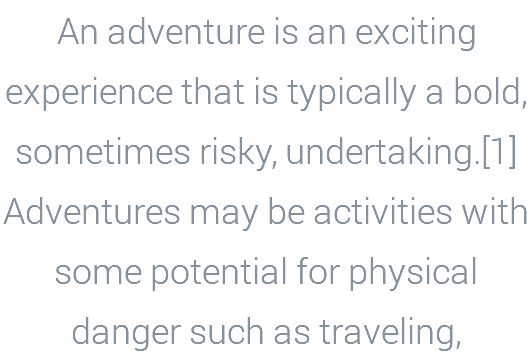 An adventure is an exciting
experience that is typically a bold,
sometimes risky, undertaking.[1]
Adventures may be activities with
some potential for physical
danger such as traveling,